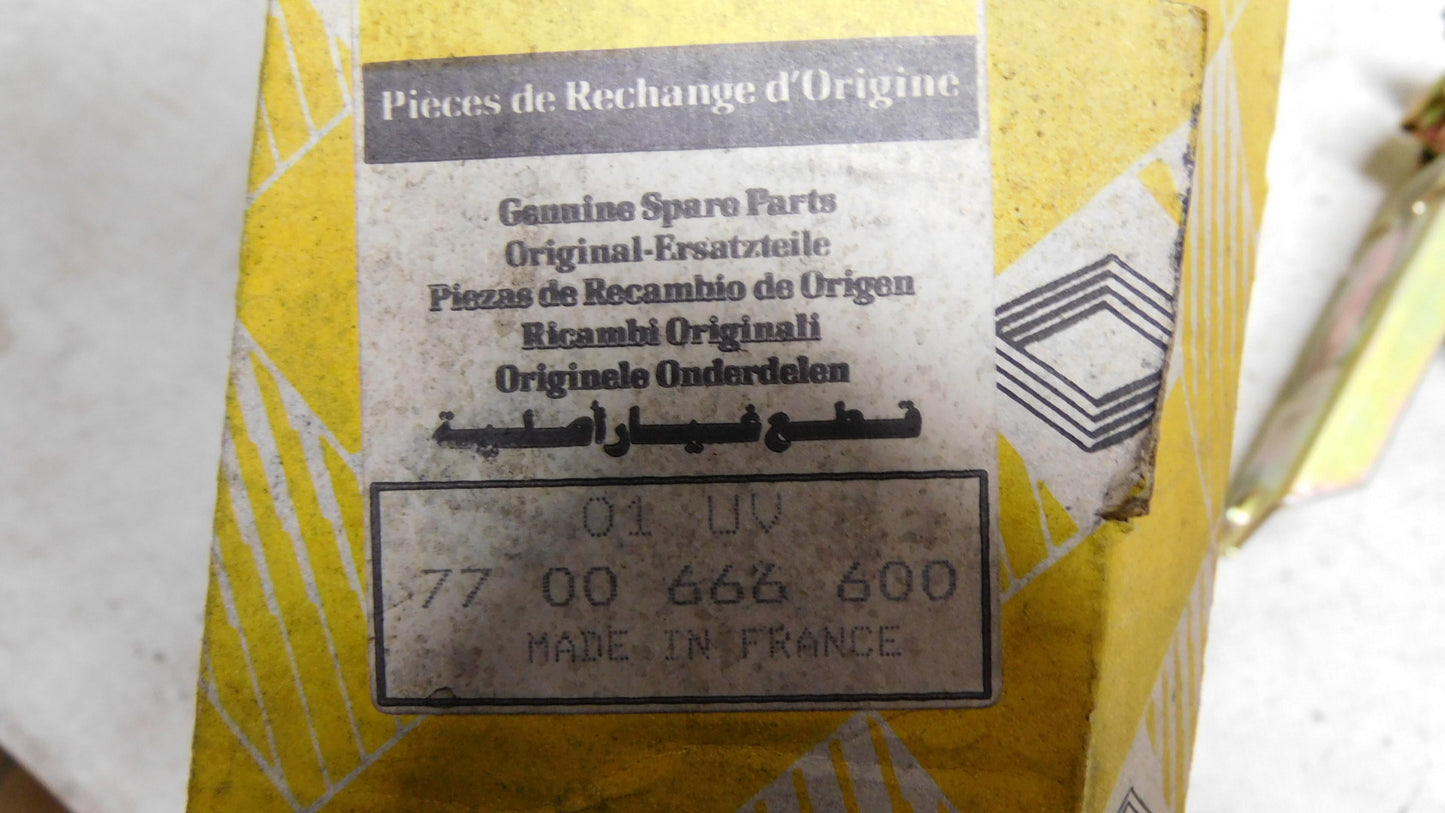 Pièces de Rechange d'Origine
Genuine Spare Parts
Original-Ersatzteile
Piezas de Recambio de Origen
Ricambi Originali
Originele Onderdelen
قطع غيار أصلية
01 UV
77 00 666 600
MADE IN FRANCE